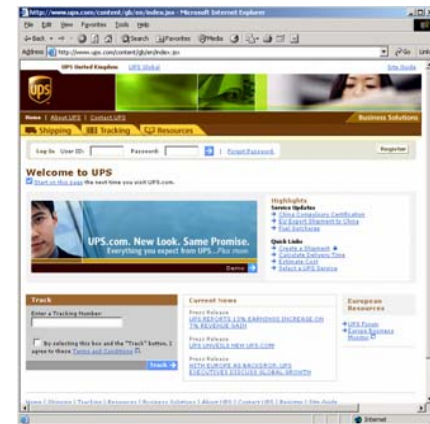 http://www.ups.com/content/gb/en/index.jsx - Microsoft Internet Explorer
File Edit View Favorites Tools Help
Back Search Favorites Media
Address http://www.ups.com/content/gb/en/index.jsx Go Links
UPS United Kingdom UPS Global Site Guide
ups
Home | About UPS | Contact UPS Business Solutions
Shipping Tracking Resources
Log In User ID: Password: Forgot Password Register
Welcome to UPS
Start on this page the next time you visit UPS.com.
UPS.com. New Look. Same Promise.
Everything you expect from UPS...Plus more.
Demo
Highlights
Service Updates
China Compulsory Certification
EU Export Shipment to China
Fuel Surcharge
Quick Links
Create a Shipment
Calculate Delivery Time
Estimate Cost
Select a UPS Service
Track
Enter a Tracking Number:
By selecting this box and the "Track" button, I
agree to these Terms and Conditions
Track
Current News
Press Release
UPS REPORTS 13% EARNINGS INCREASE ON
7% REVENUE GAIN
Press Release
UPS UNVEILS NEW UPS.COM
Press Release
WITH EUROPE AS BACKDROP, UPS
EXECUTIVES DISCUSS GLOBAL GROWTH
European
Resources
UPS Forum
Europe Business
Monitor
Home | Shipping | Tracking | Resources | Business Solutions | About UPS | Contact UPS | Register | Site Guide
Internet